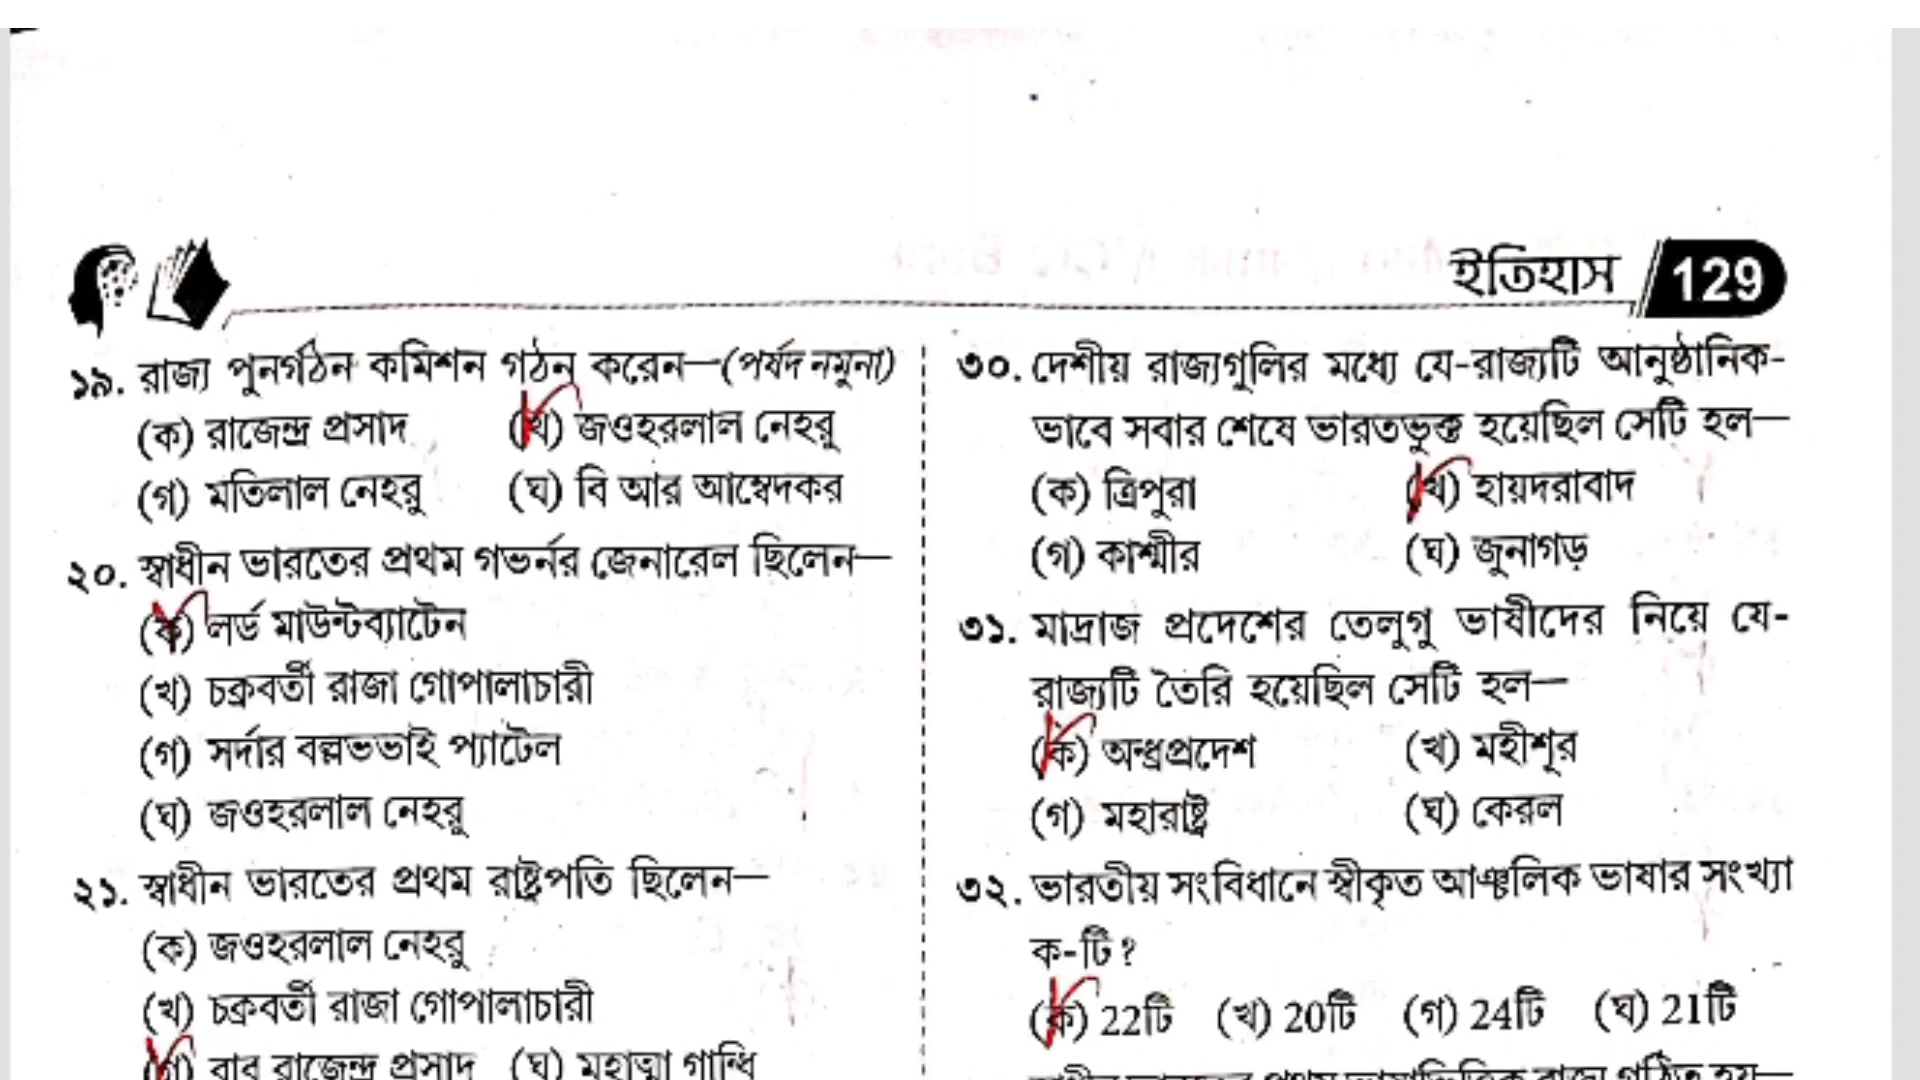 ইতিহাস 129
১৯. রাজ্য পুনর্গঠন কমিশন গঠন করেন—(পর্ষদ নমুনা)
(ক) রাজেন্দ্র প্রসাদ (খ) জওহরলাল নেহরু
(গ) মতিলাল নেহরু (ঘ) বি আর আম্বেদকর
২০. স্বাধীন ভারতের প্রথম গভর্নর জেনারেল ছিলেন—
(ক) লর্ড মাউন্টব্যাটেন
(খ) চক্রবর্তী রাজা গোপালাচারী
(গ) সর্দার বল্লভভাই প্যাটেল
(ঘ) জওহরলাল নেহরু
২১. স্বাধীন ভারতের প্রথম রাষ্ট্রপতি ছিলেন—
(ক) জওহরলাল নেহরু
(খ) চক্রবর্তী রাজা গোপালাচারী
(গ) বাবু রাজেন্দ্র প্রসাদ (ঘ) মহাত্মা গান্ধি
৩০. দেশীয় রাজ্যগুলির মধ্যে যে-রাজ্যটি আনুষ্ঠানিক-
ভাবে সবার শেষে ভারতভুক্ত হয়েছিল সেটি হল—
(ক) ত্রিপুরা (খ) হায়দরাবাদ
(গ) কাশ্মীর (ঘ) জুনাগড়
৩১. মাদ্রাজ প্রদেশের তেলুগু ভাষীদের নিয়ে যে-
রাজ্যটি তৈরি হয়েছিল সেটি হল—
(ক) অন্ধ্রপ্রদেশ (খ) মহীশূর
(গ) মহারাষ্ট্র (ঘ) কেরল
৩২. ভারতীয় সংবিধানে স্বীকৃত আঞ্চলিক ভাষার সংখ্যা
ক-টি?
(ক) 22টি (খ) 20টি (গ) 24টি (ঘ) 21টি